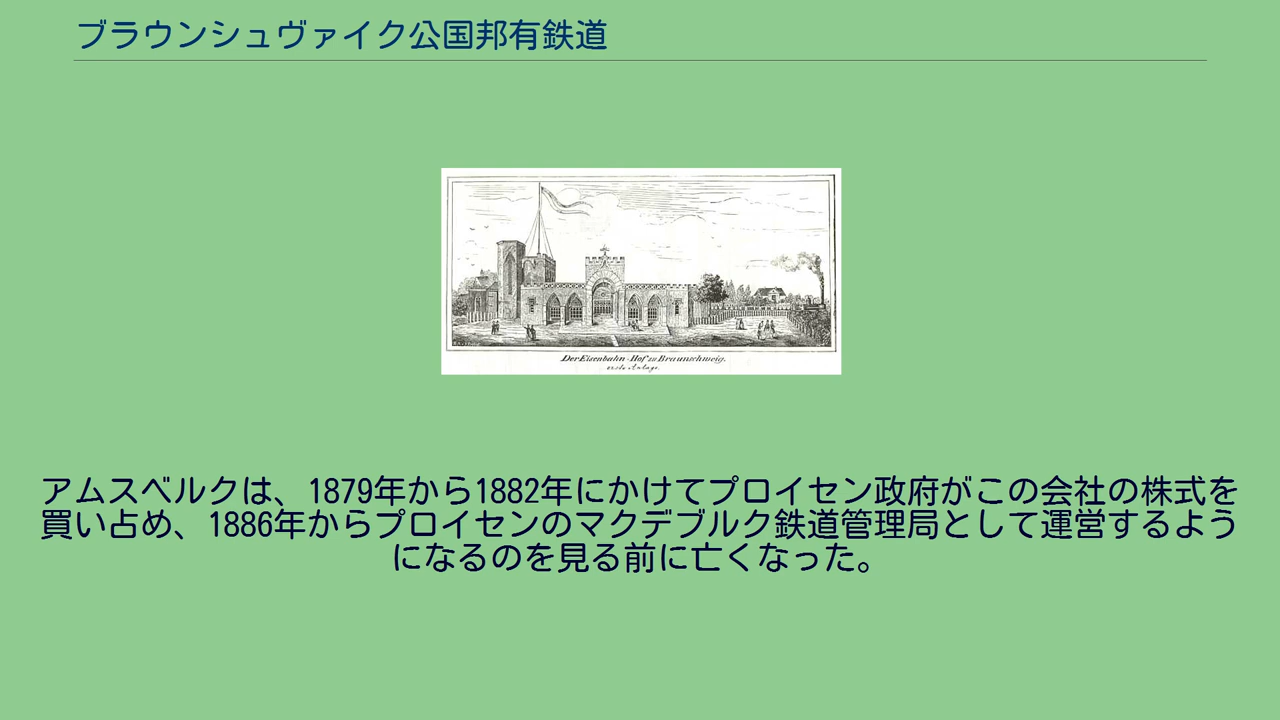 ブラウンシュヴァイク公国邦有鉄道
Der Eisenbahn-Hof zu Braunschweig.
erste Anlage.
アムスベルクは、1879年から1882年にかけてプロイセン政府がこの会社の株式を
買い占め、1886年からプロイセンのマクデブルク鉄道管理局として運営するよう
になるのを見る前に亡くなった。